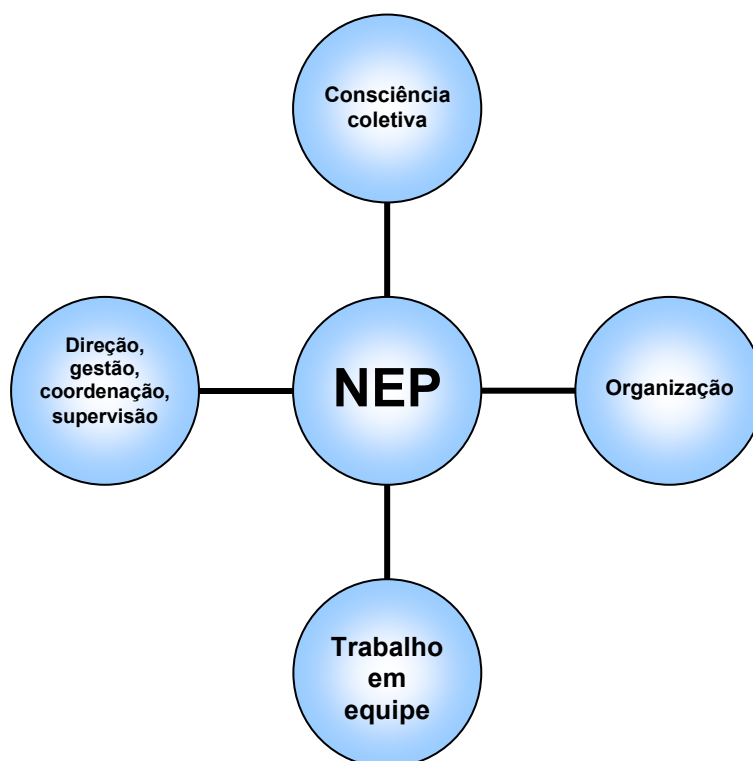 Consciência
coletiva
Direção,
gestão,
coordenação,
supervisão
NEP
Organização
Trabalho
em
equipe